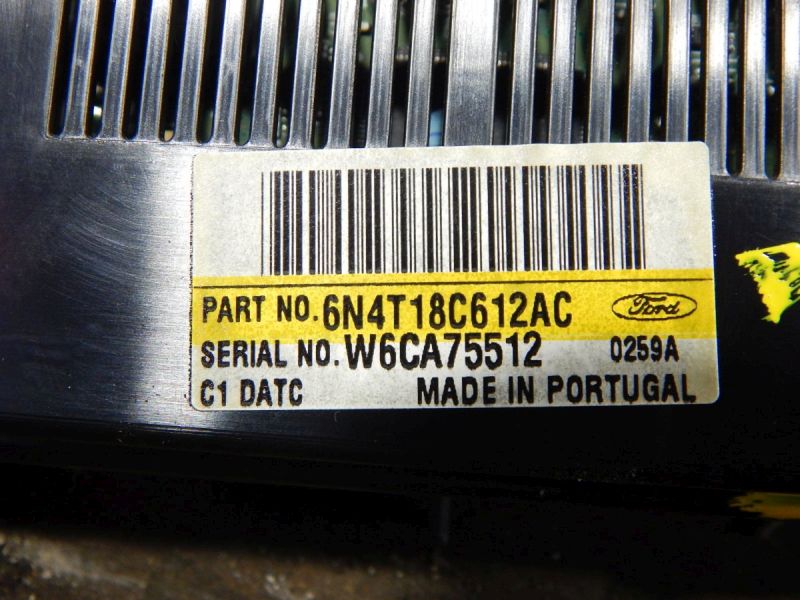 PART NO. 6N4T18C612AC Ford
SERIAL NO. W6CA75512 0259A
C1 DATC MADE IN PORTUGAL